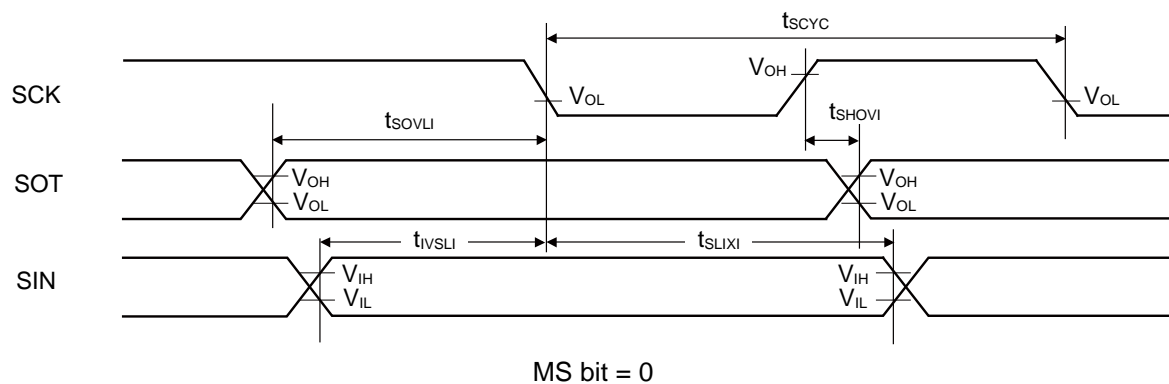 tSCYC
SCK
VOH
VOL
VOL
tSOVLI
tSHOVI
SOT
VOH
VOL
VOH
VOL
tIVSLI
tSLIXI
SIN
VIH
VIL
VIH
VIL
MS bit = 0